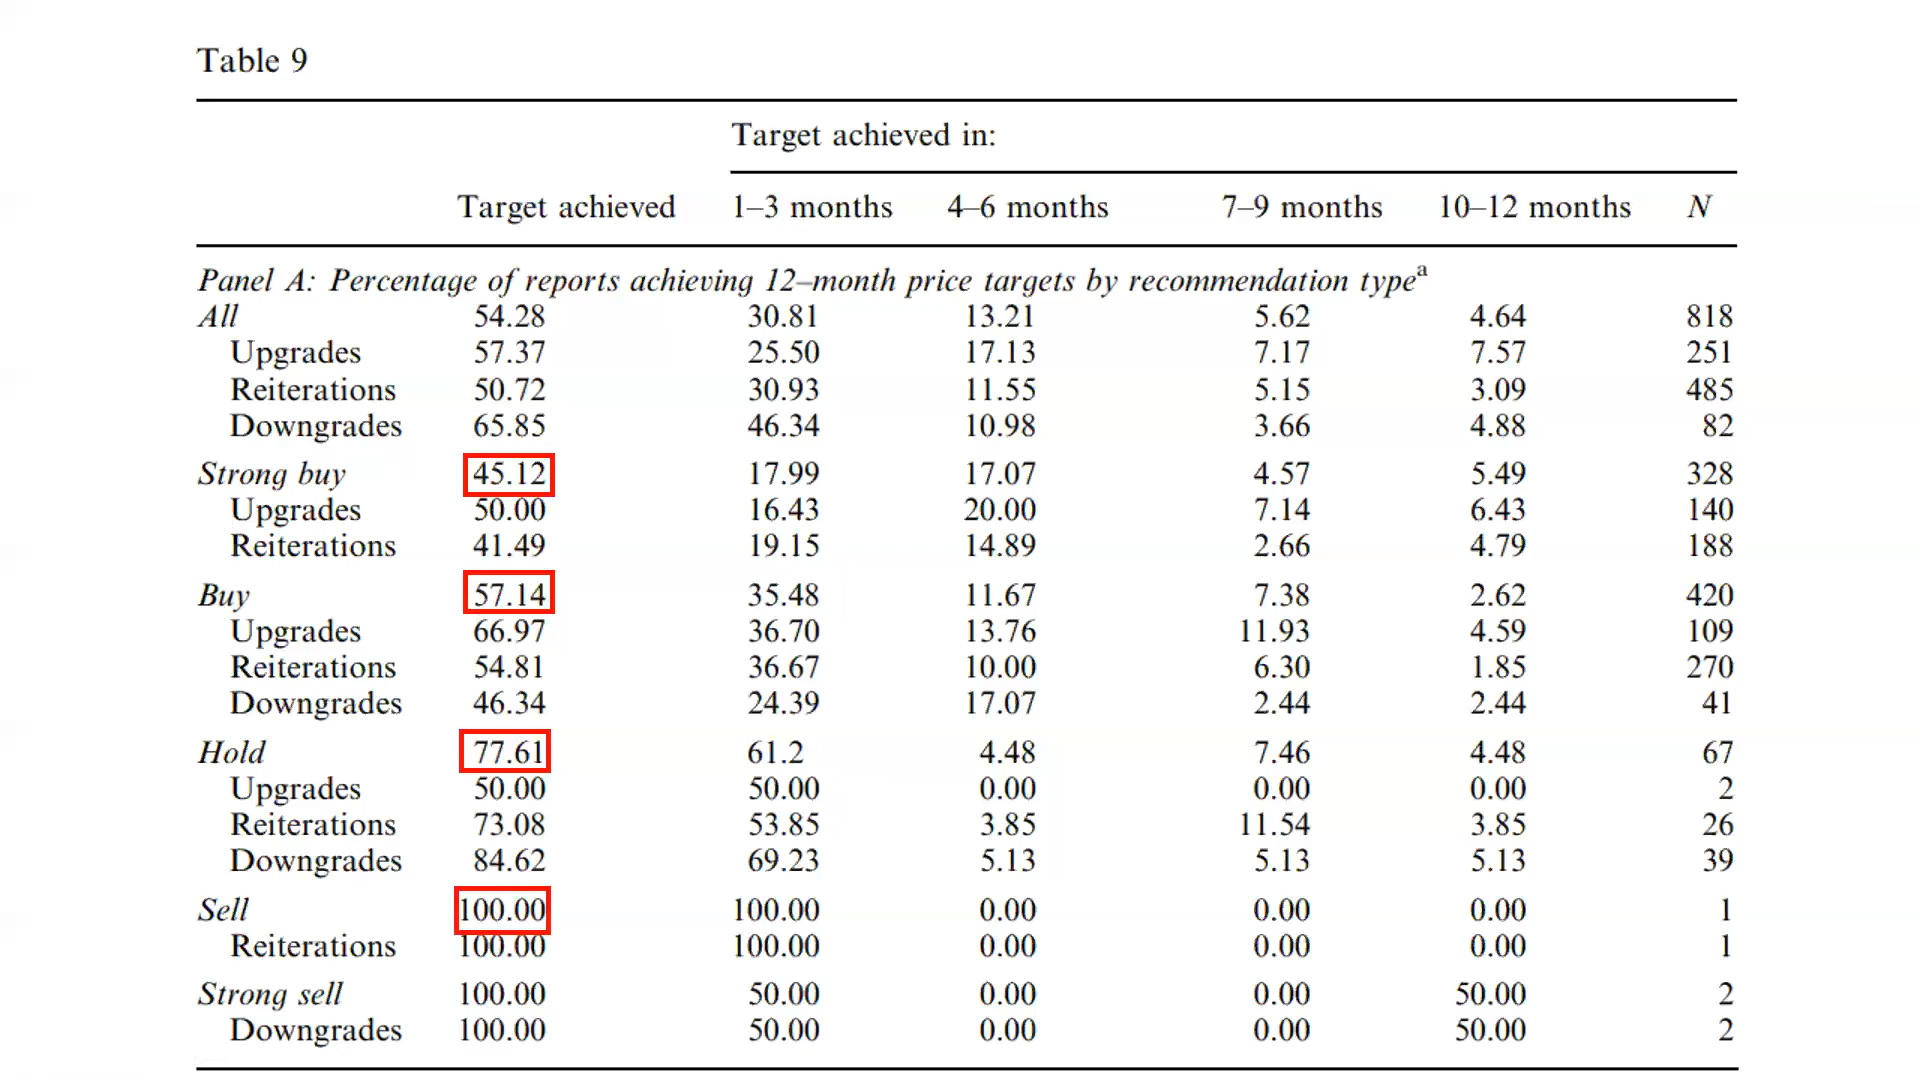 Table 9
Target achieved in:
Target achieved 1–3 months 4–6 months 7–9 months 10–12 months N
Panel A: Percentage of reports achieving 12–month price targets by recommendation typeᵃ
All 54.28 30.81 13.21 5.62 4.64 818
Upgrades 57.37 25.50 17.13 7.17 7.57 251
Reiterations 50.72 30.93 11.55 5.15 3.09 485
Downgrades 65.85 46.34 10.98 3.66 4.88 82
Strong buy 45.12 17.99 17.07 4.57 5.49 328
Upgrades 50.00 16.43 20.00 7.14 6.43 140
Reiterations 41.49 19.15 14.89 2.66 4.79 188
Buy 57.14 35.48 11.67 7.38 2.62 420
Upgrades 66.97 36.70 13.76 11.93 4.59 109
Reiterations 54.81 36.67 10.00 6.30 1.85 270
Downgrades 46.34 24.39 17.07 2.44 2.44 41
Hold 77.61 61.2 4.48 7.46 4.48 67
Upgrades 50.00 50.00 0.00 0.00 0.00 2
Reiterations 73.08 53.85 3.85 11.54 3.85 26
Downgrades 84.62 69.23 5.13 5.13 5.13 39
Sell 100.00 100.00 0.00 0.00 0.00 1
Reiterations 100.00 100.00 0.00 0.00 0.00 1
Strong sell 100.00 50.00 0.00 0.00 50.00 2
Downgrades 100.00 50.00 0.00 0.00 50.00 2